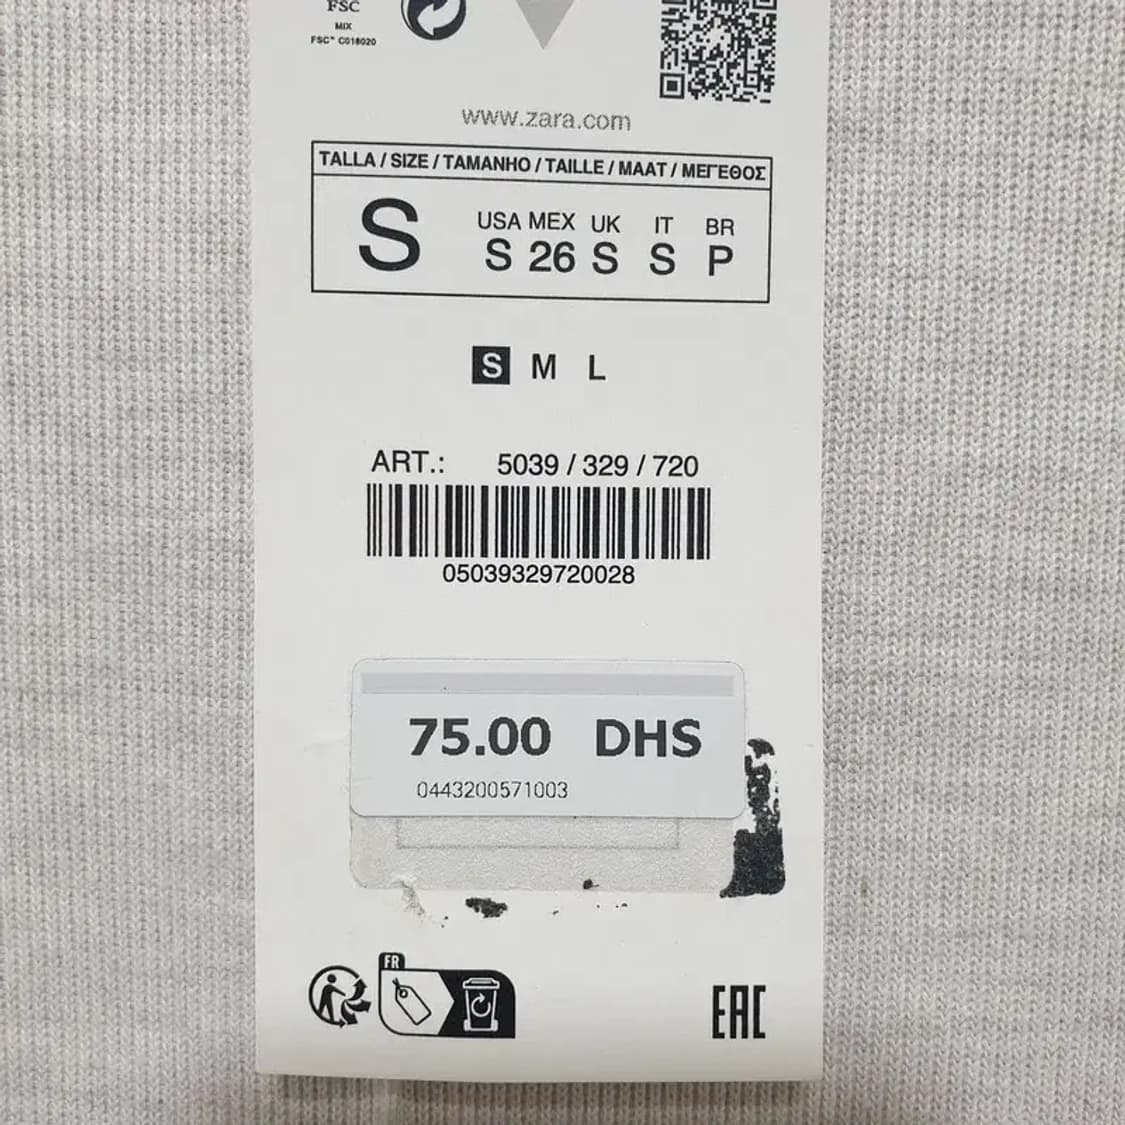 FSC
MIX
FSC® C018020
www.zara.com
TALLA / SIZE / TAMANHO / TAILLE / MAAT / ΜΕΓΕΘΟΣ
S
USA MEX UK IT BR
S 26 S S P
S M L
ART.: 5039 / 329 / 720
05039329720028
75.00 DHS
0443200571003
FR
EAC